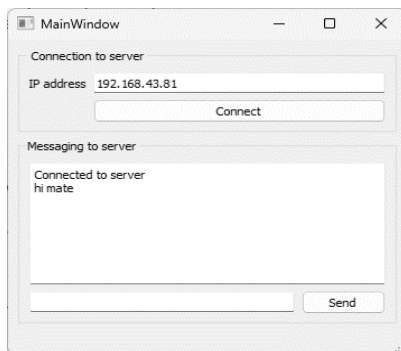 MainWindow
Connection to server
IP address 192.168.43.81
Connect
Messaging to server
Connected to server
hi mate
Send